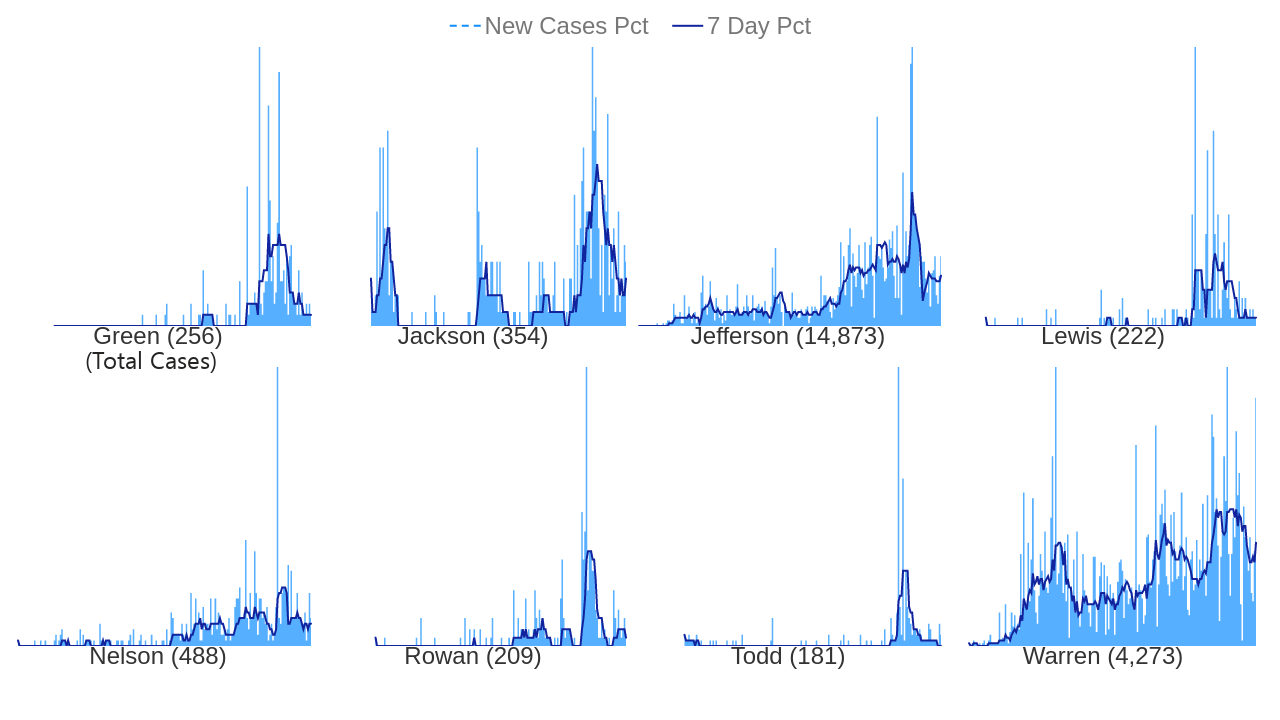 New Cases Pct 7 Day Pct
Green (256)
(Total Cases)
Jackson (354)
Jefferson (14,873)
Lewis (222)
Nelson (488)
Rowan (209)
Todd (181)
Warren (4,273)